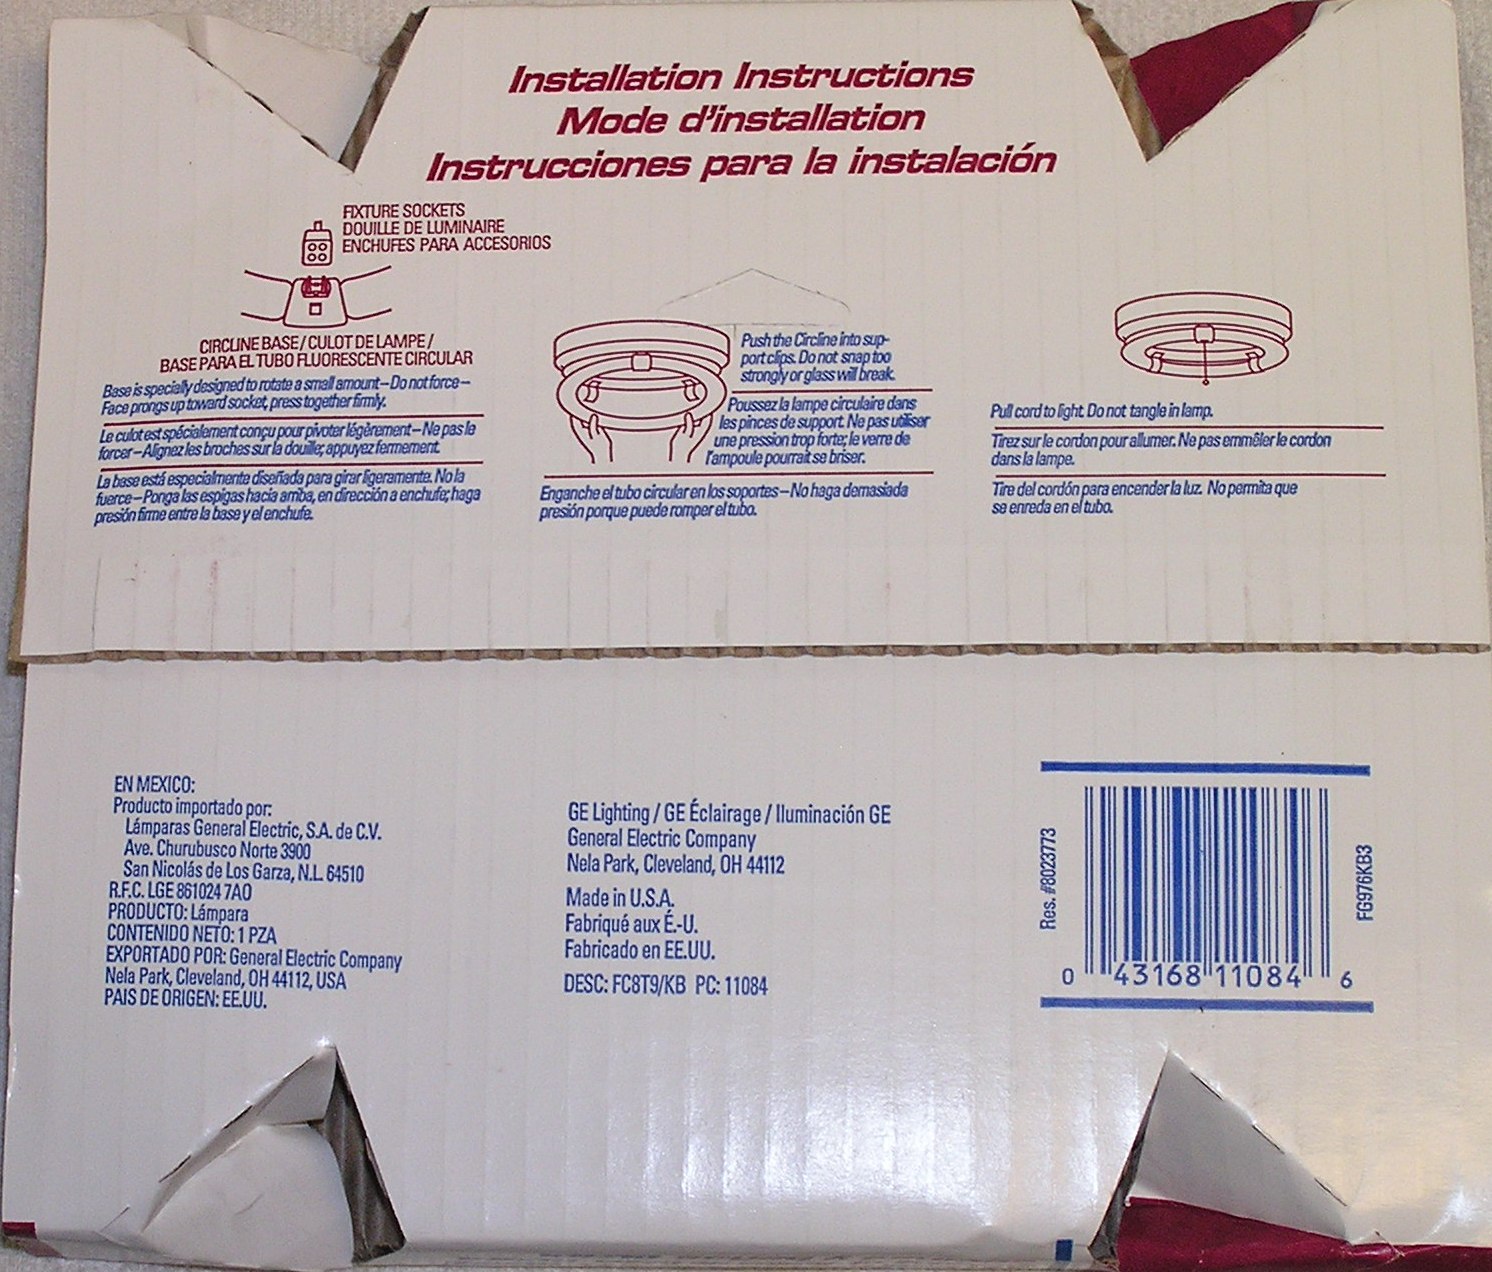 Installation Instructions
Mode d'installation
Instrucciones para la instalación
FIXTURE SOCKETS
DOUILLE DE LUMINAIRE
ENCHUFES PARA ACCESORIOS
CIRCLINE BASE / CULOT DE LAMPE /
BASE PARA EL TUBO FLUORESCENTE CIRCULAR
Base is specially designed to rotate a small amount – Do not force –
Face prongs up toward socket, press together firmly.
Le culot est spécialement conçu pour pivoter légèrement – Ne pas le
forcer – Alignez les broches sur la douille; appuyez fermement.
La base está especialmente diseñada para girar ligeramente. No la
fuerce – Ponga las espigas hacia arriba, en dirección a enchufe; haga
presión firme entre la base y el enchufe.
Push the Circline into sup-
port clips. Do not snap too
strongly or glass will break.
Poussez la lampe circulaire dans
les pinces de support. Ne pas utiliser
une pression trop forte; le verre de
l'ampoule pourrait se briser.
Enganche el tubo circular en los soportes – No haga demasiada
presión porque puede romper el tubo.
Pull cord to light. Do not tangle in lamp.
Tirez sur le cordon pour allumer. Ne pas emmêler le cordon
dans la lampe.
Tire del cordón para encender la luz. No permita que
se enreda en el tubo.
EN MEXICO:
Producto importado por:
Lámparas General Electric, S.A. de C.V.
Ave. Churubusco Norte 3900
San Nicolás de Los Garza, N.L. 64510
R.F.C. LGE 861024 7A0
PRODUCTO: Lámpara
CONTENIDO NETO: 1 PZA
EXPORTADO POR: General Electric Company
Nela Park, Cleveland, OH 44112, USA
PAIS DE ORIGEN: EE.UU.
GE Lighting / GE Éclairage / Iluminación GE
General Electric Company
Nela Park, Cleveland, OH 44112
Made in U.S.A.
Fabriqué aux É.-U.
Fabricado en EE.UU.
DESC: FC8T9/KB PC: 11084
Res. #8023773
0 43168 11084 6
FG976KB3